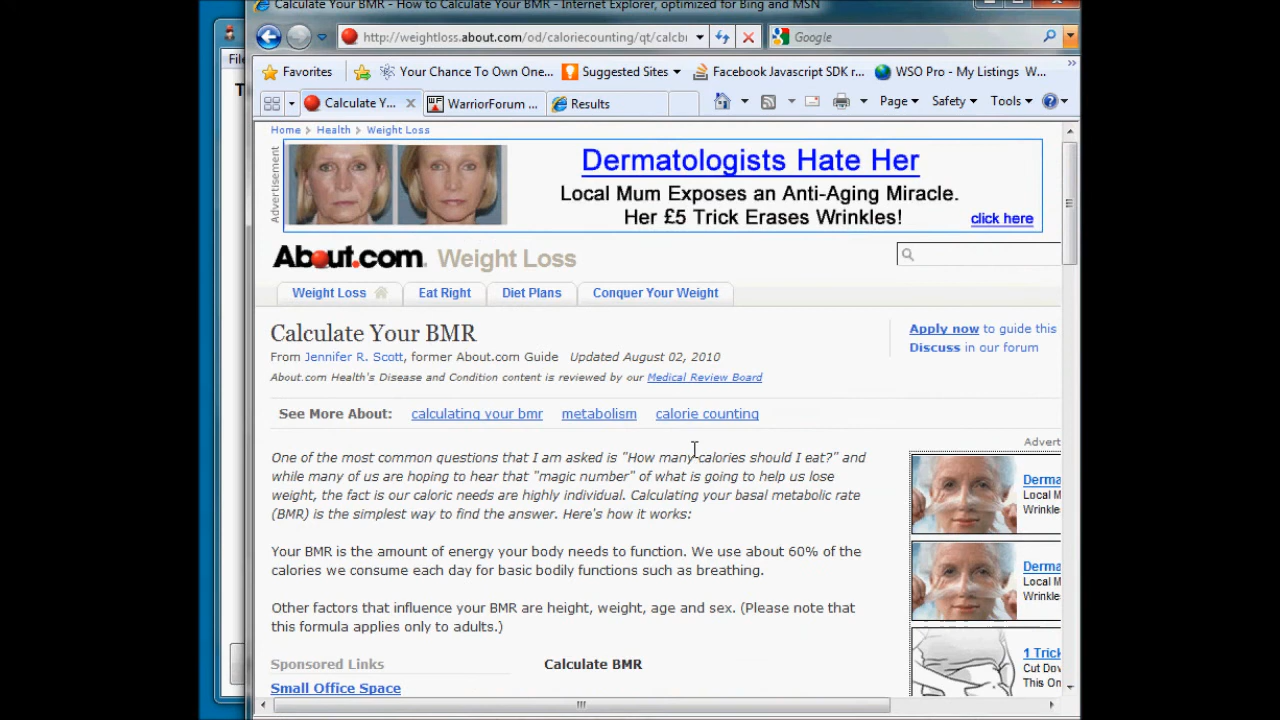 Calculate Your BMR - How to Calculate Your BMR - Internet Explorer, optimized for Bing and MSN
http://weightloss.about.com/od/caloriecounting/qt/calcb
Google
File
Favorites
Your Chance To Own One...
Suggested Sites
Facebook Javascript SDK r...
WSO Pro - My Listings W...
Calculate Y...
WarriorForum ...
Results
Page
Safety
Tools
T
Home > Health > Weight Loss
Advertisement
Dermatologists Hate Her
Local Mum Exposes an Anti-Aging Miracle.
Her £5 Trick Erases Wrinkles!
click here
About.com Weight Loss
Weight Loss
Eat Right
Diet Plans
Conquer Your Weight
Calculate Your BMR
From Jennifer R. Scott, former About.com Guide Updated August 02, 2010
About.com Health's Disease and Condition content is reviewed by our Medical Review Board
Apply now to guide this
Discuss in our forum
See More About: calculating your bmr metabolism calorie counting
One of the most common questions that I am asked is "How many calories should I eat?" and
while many of us are hoping to hear that "magic number" of what is going to help us lose
weight, the fact is our caloric needs are highly individual. Calculating your basal metabolic rate
(BMR) is the simplest way to find the answer. Here's how it works:
Your BMR is the amount of energy your body needs to function. We use about 60% of the
calories we consume each day for basic bodily functions such as breathing.
Other factors that influence your BMR are height, weight, age and sex. (Please note that
this formula applies only to adults.)
Sponsored Links
Small Office Space
Calculate BMR
Advert
Derma
Local M
Wrinkle
Derma
Local M
Wrinkle
1 Trick
Cut Dow
This On